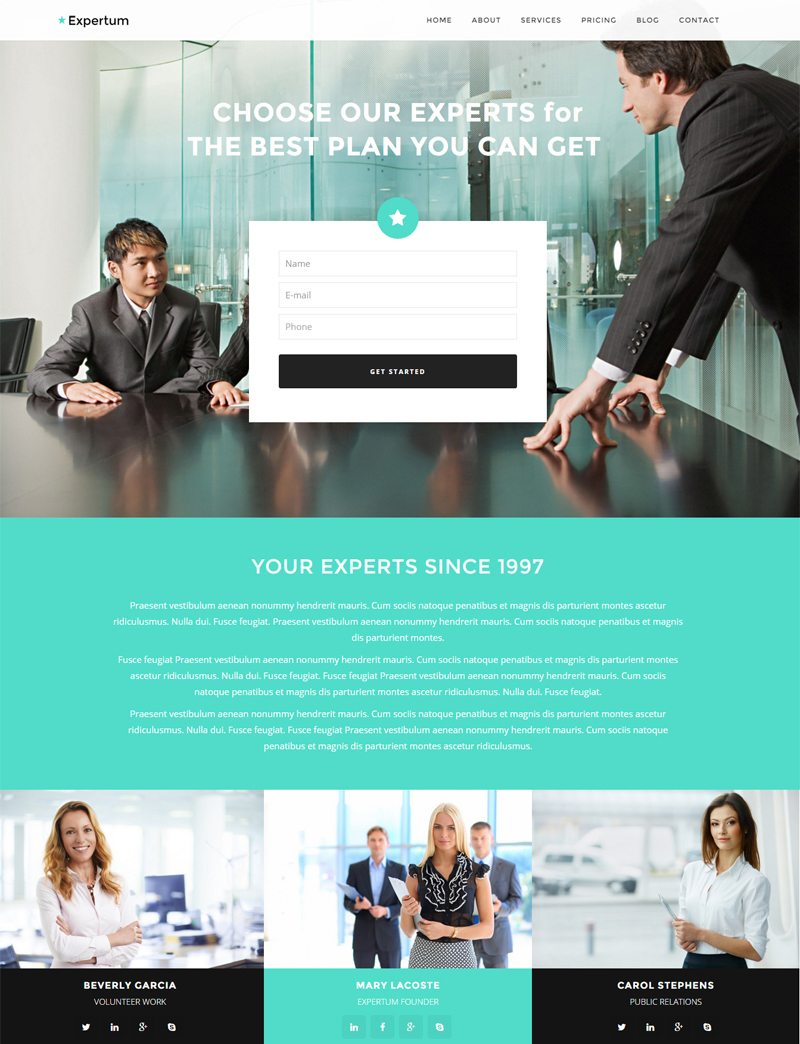 Expertum
HOME ABOUT SERVICES PRICING BLOG CONTACT
CHOOSE OUR EXPERTS for
THE BEST PLAN YOU CAN GET
Name
E-mail
Phone
GET STARTED
YOUR EXPERTS SINCE 1997
Praesent vestibulum aenean nonummy hendrerit mauris. Cum sociis natoque penatibus et magnis dis parturient montes ascetur
ridiculusmus. Nulla dui. Fusce feugiat. Praesent vestibulum aenean nonummy hendrerit mauris. Cum sociis natoque penatibus et magnis
dis parturient montes.
Fusce feugiat Praesent vestibulum aenean nonummy hendrerit mauris. Cum sociis natoque penatibus et magnis dis parturient montes
ascetur ridiculusmus. Nulla dui. Fusce feugiat. Fusce feugiat Praesent vestibulum aenean nonummy hendrerit mauris. Cum sociis
natoque penatibus et magnis dis parturient montes ascetur ridiculusmus. Nulla dui. Fusce feugiat.
Praesent vestibulum aenean nonummy hendrerit mauris. Cum sociis natoque penatibus et magnis dis parturient montes ascetur
ridiculusmus. Nulla dui. Fusce feugiat. Fusce feugiat Praesent vestibulum aenean nonummy hendrerit mauris. Cum sociis natoque
penatibus et magnis dis parturient montes ascetur ridiculusmus.
BEVERLY GARCIA
VOLUNTEER WORK
MARY LACOSTE
EXPERTUM FOUNDER
CAROL STEPHENS
PUBLIC RELATIONS